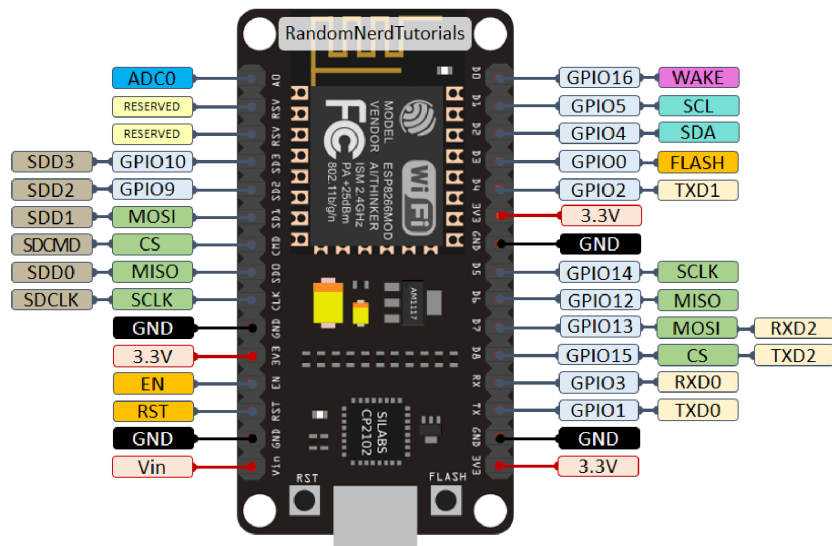 RandomNerdTutorials
ADC0
RESERVED
RESERVED
SDD3 GPIO10
SDD2 GPIO9
SDD1 MOSI
SDCMD CS
SDD0 MISO
SDCLK SCLK
GND
3.3V
EN
RST
GND
Vin
A0
RSV
RSV
SD3
SD2
SD1
CMD
SD0
CLK
GND
3V3
EN
RST
GND
Vin
MODEL
VENDOR
ESP8266MOD
AI/THINKER
ISM 2.4GHz
PA +25dBm
802.11b/g/n
FC
WiFi
AM1117
SILABS
CP2102
RST
FLASH
D0
D1
D2
D3
D4
3V3
GND
D5
D6
D7
D8
RX
TX
GND
3V3
GPIO16 WAKE
GPIO5 SCL
GPIO4 SDA
GPIO0 FLASH
GPIO2 TXD1
3.3V
GND
GPIO14 SCLK
GPIO12 MISO
GPIO13 MOSI RXD2
GPIO15 CS TXD2
GPIO3 RXD0
GPIO1 TXD0
GND
3.3V